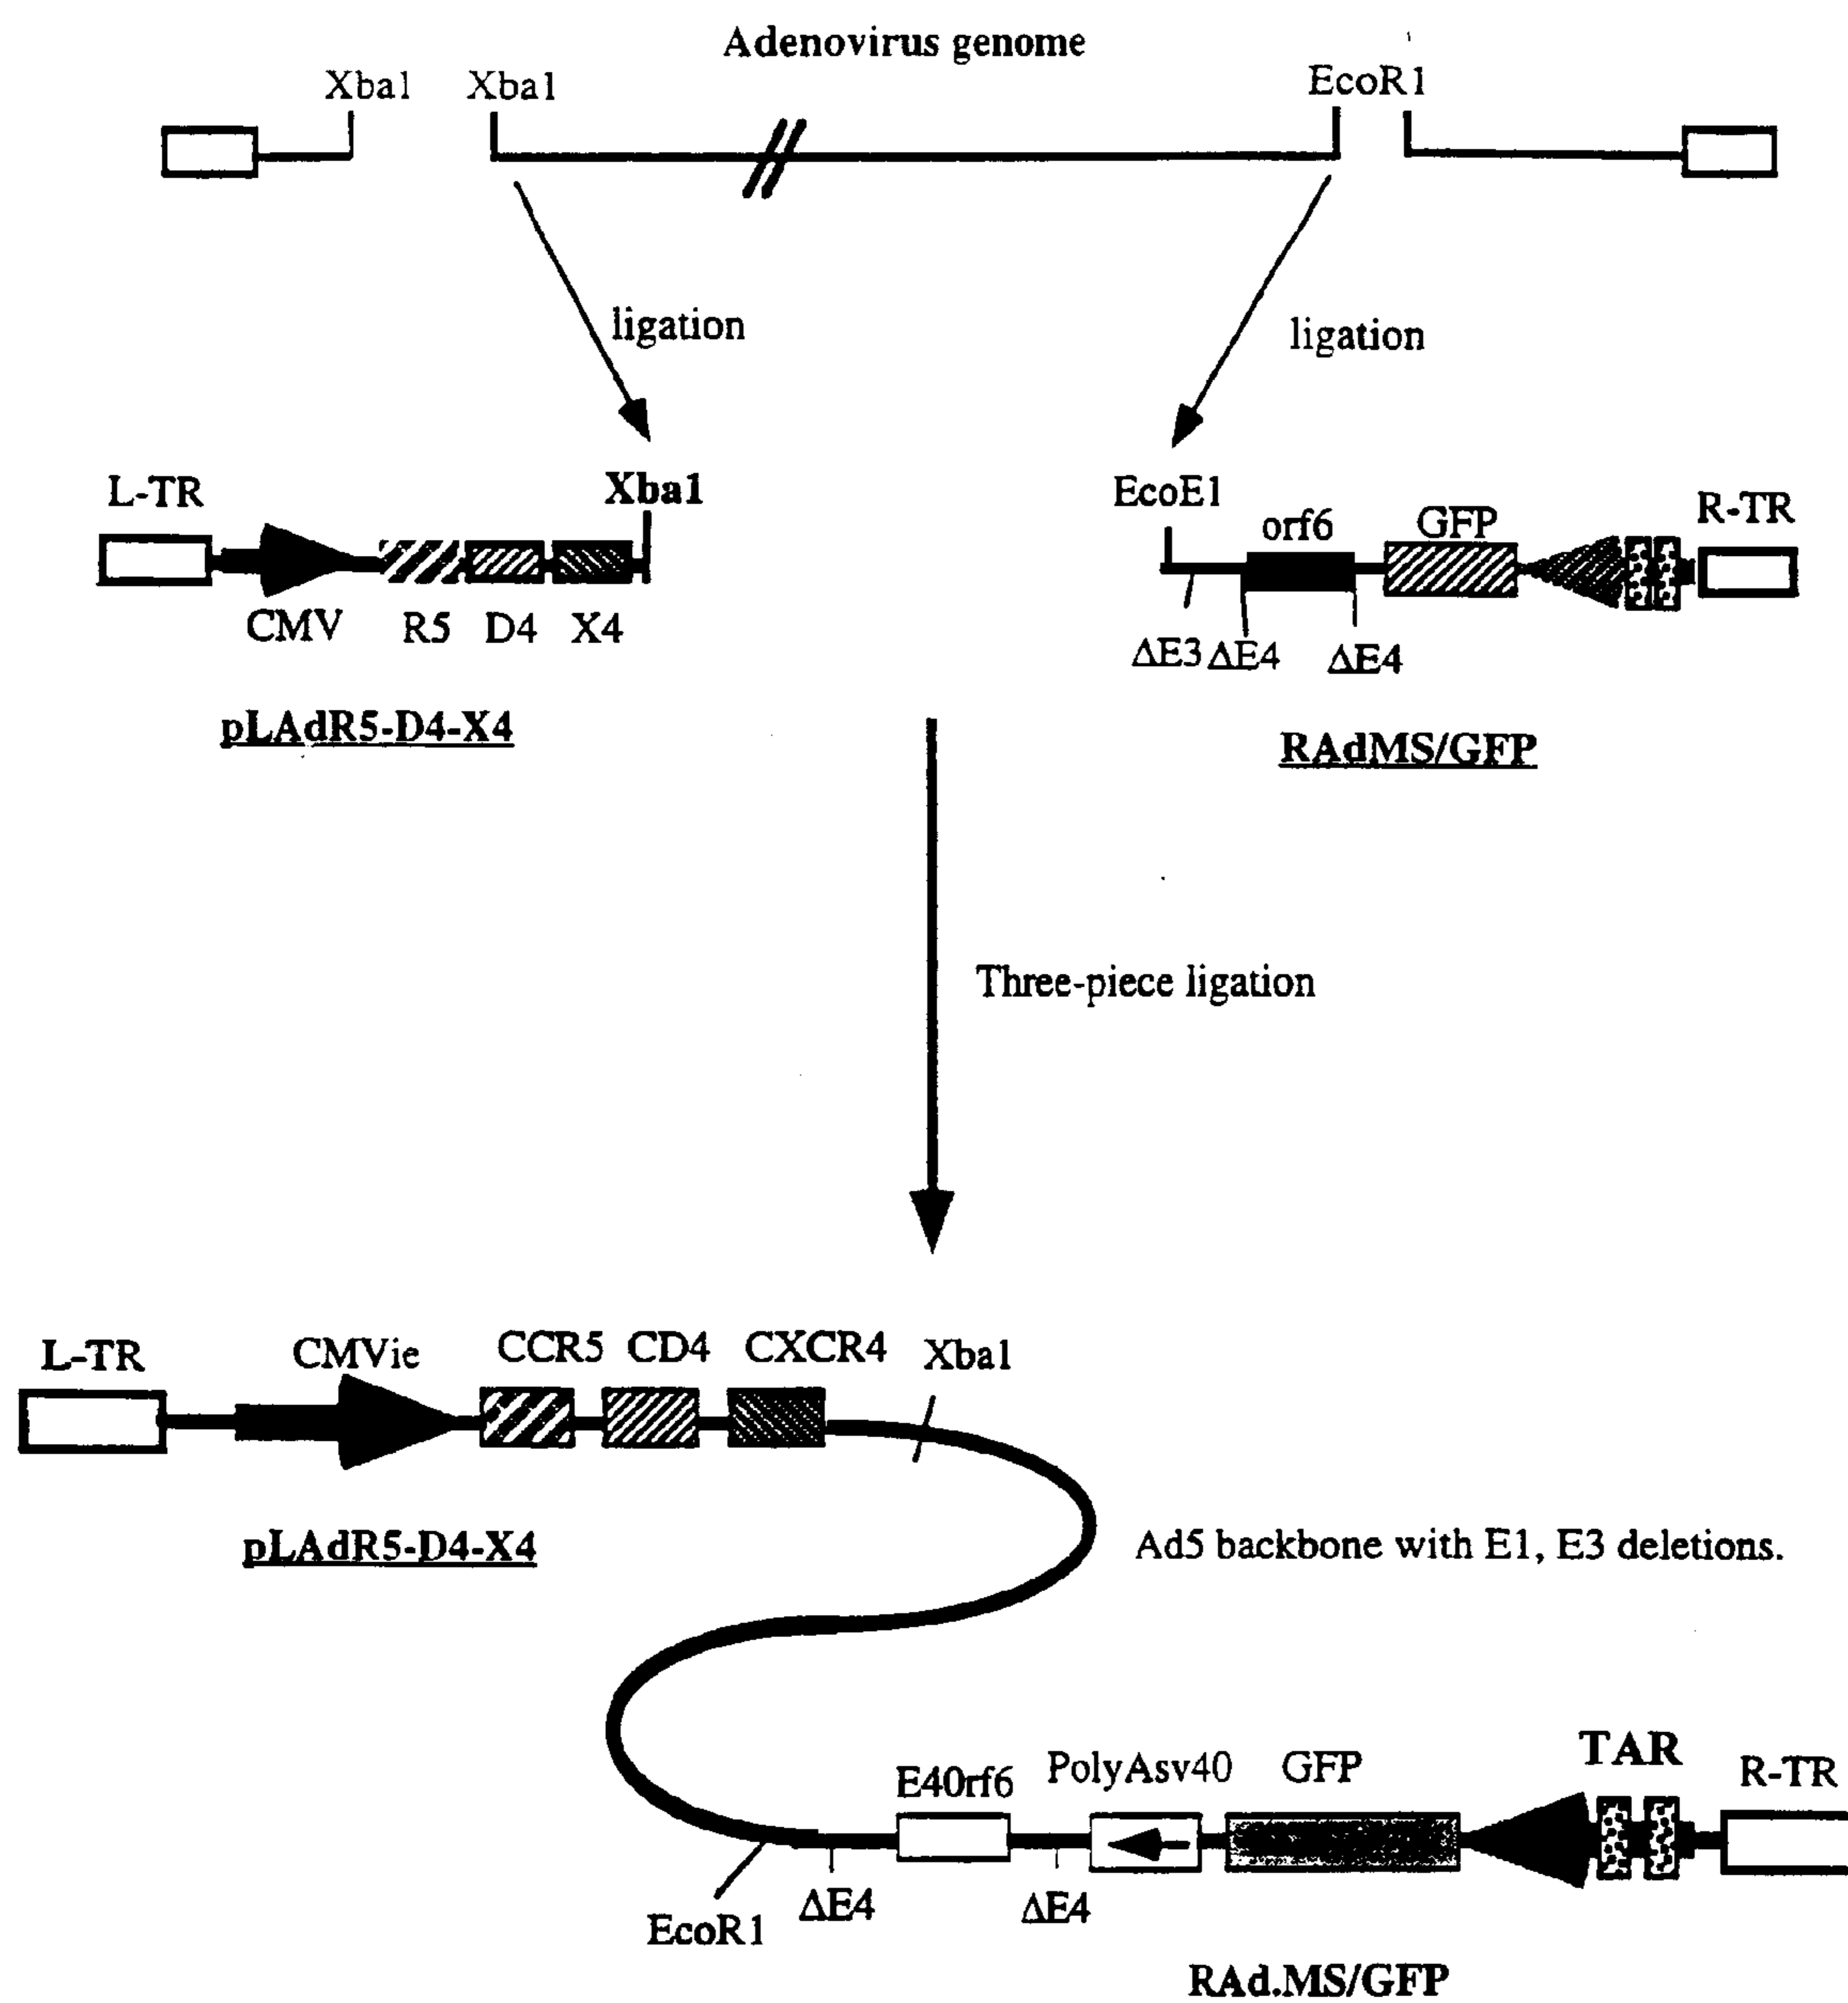 Adenovirus genome
Xba1 Xba1 EcoR1
ligation
ligation
L-TR Xba1 EcoE1 orf6 GFP R-TR
CMV R5 D4 X4
ΔE3 ΔE4 ΔE4
pLAdR5-D4-X4
RAdMS/GFP
Three-piece ligation
L-TR CMVie CCR5 CD4 CXCR4 Xba1
pLAdR5-D4-X4
Ad5 backbone with E1, E3 deletions.
E40rf6 PolyAsv40 GFP TAR R-TR
EcoR1 ΔE4 ΔE4
RAd.MS/GFP